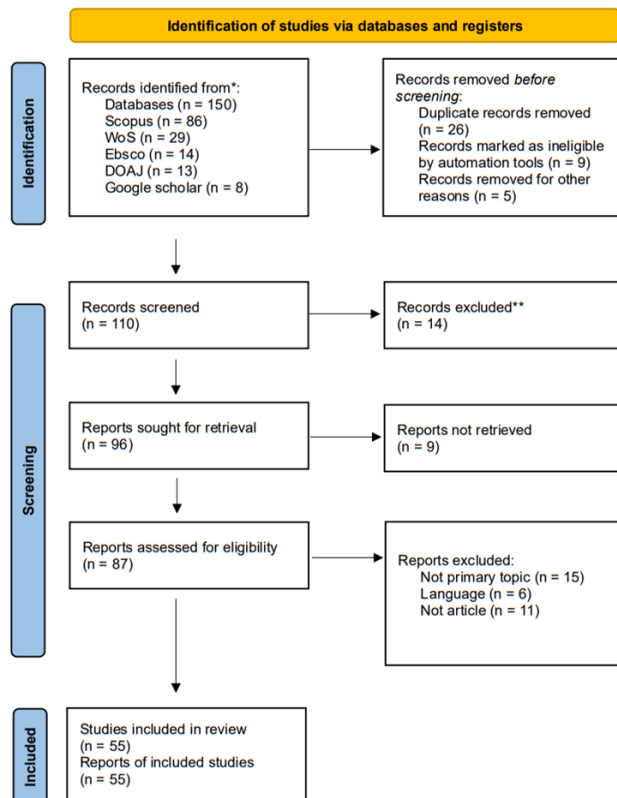 Identification of studies via databases and registers
Identification
Records identified from*:
Databases (n = 150)
Scopus (n = 86)
WoS (n = 29)
Ebsco (n = 14)
DOAJ (n = 13)
Google scholar (n = 8)
Records removed before
screening:
Duplicate records removed
(n = 26)
Records marked as ineligible
by automation tools (n = 9)
Records removed for other
reasons (n = 5)
Screening
Records screened
(n = 110)
Records excluded**
(n = 14)
Reports sought for retrieval
(n = 96)
Reports not retrieved
(n = 9)
Reports assessed for eligibility
(n = 87)
Reports excluded:
Not primary topic (n = 15)
Language (n = 6)
Not article (n = 11)
Included
Studies included in review
(n = 55)
Reports of included studies
(n = 55)